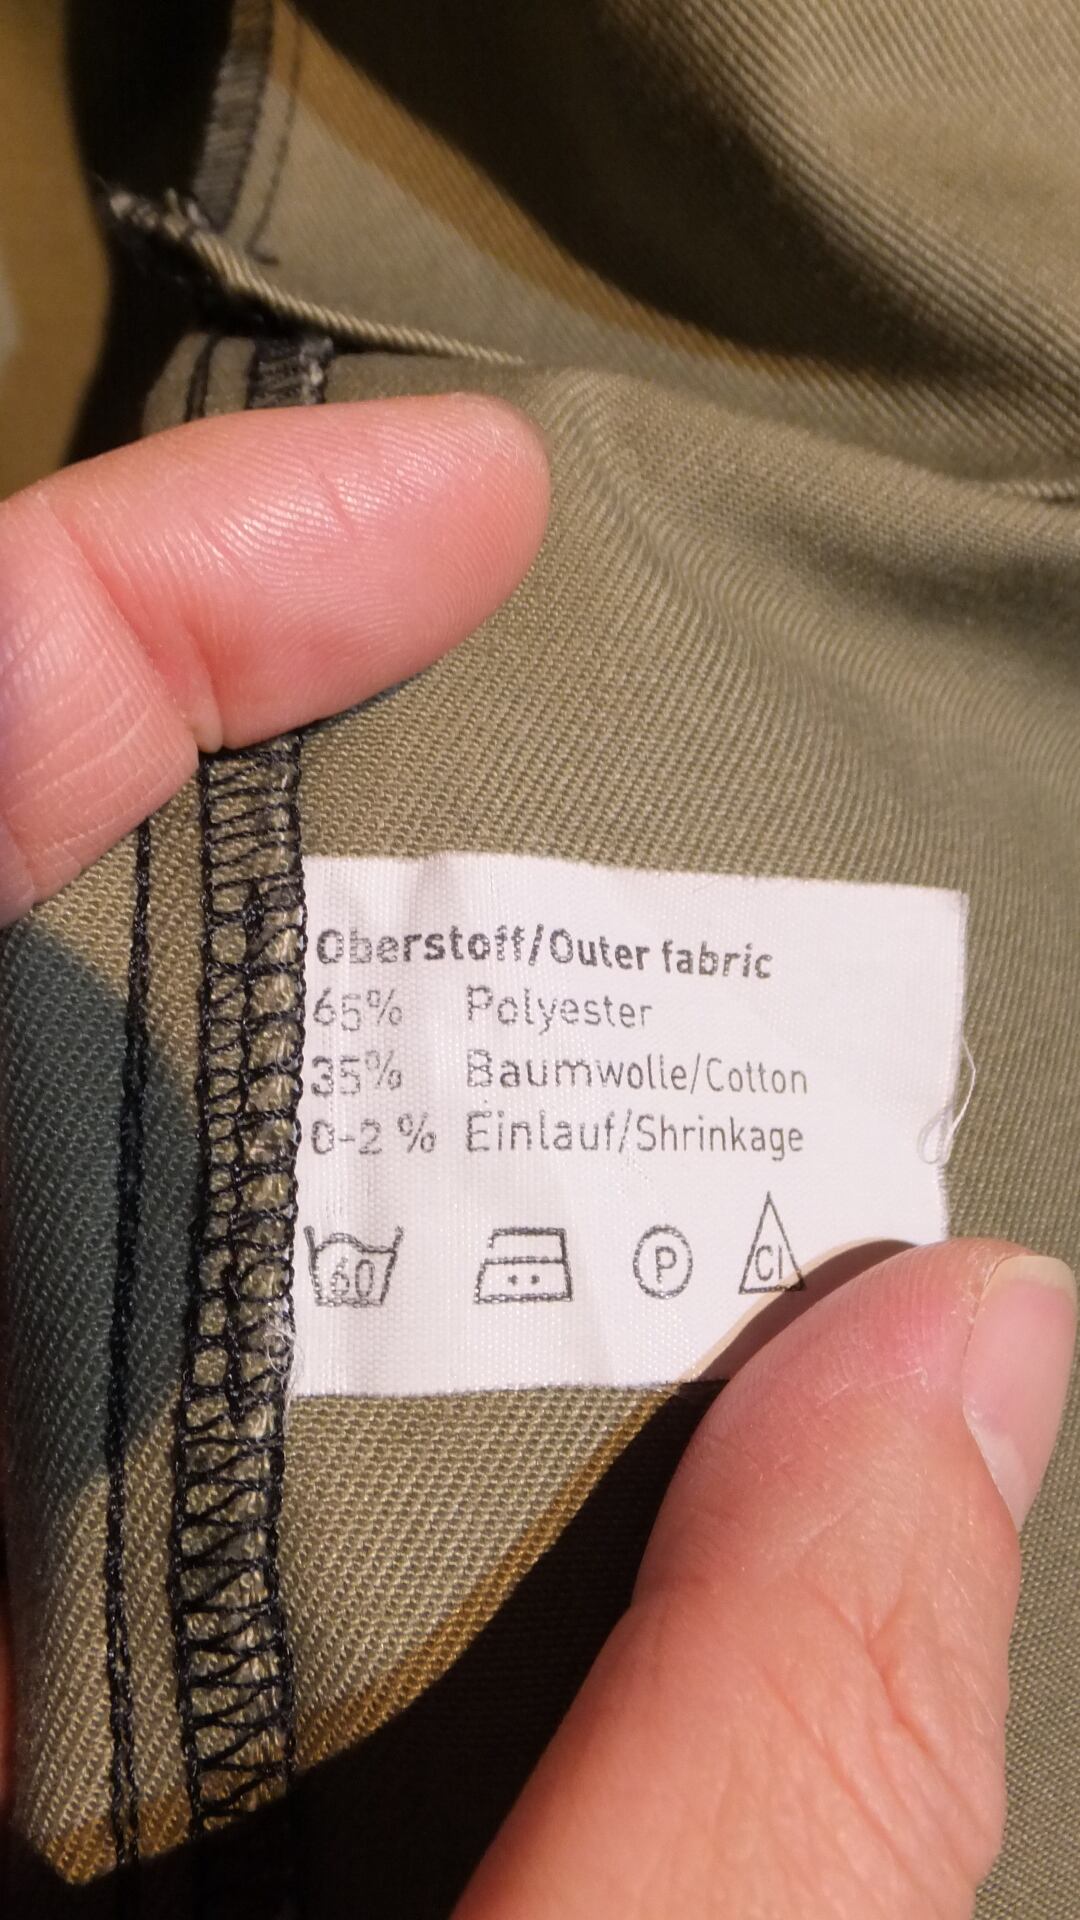 Oberstoff/Outer fabric
65% Polyester
35% Baumwolle/Cotton
0-2 % Einlauf/Shrinkage
60 P Cl